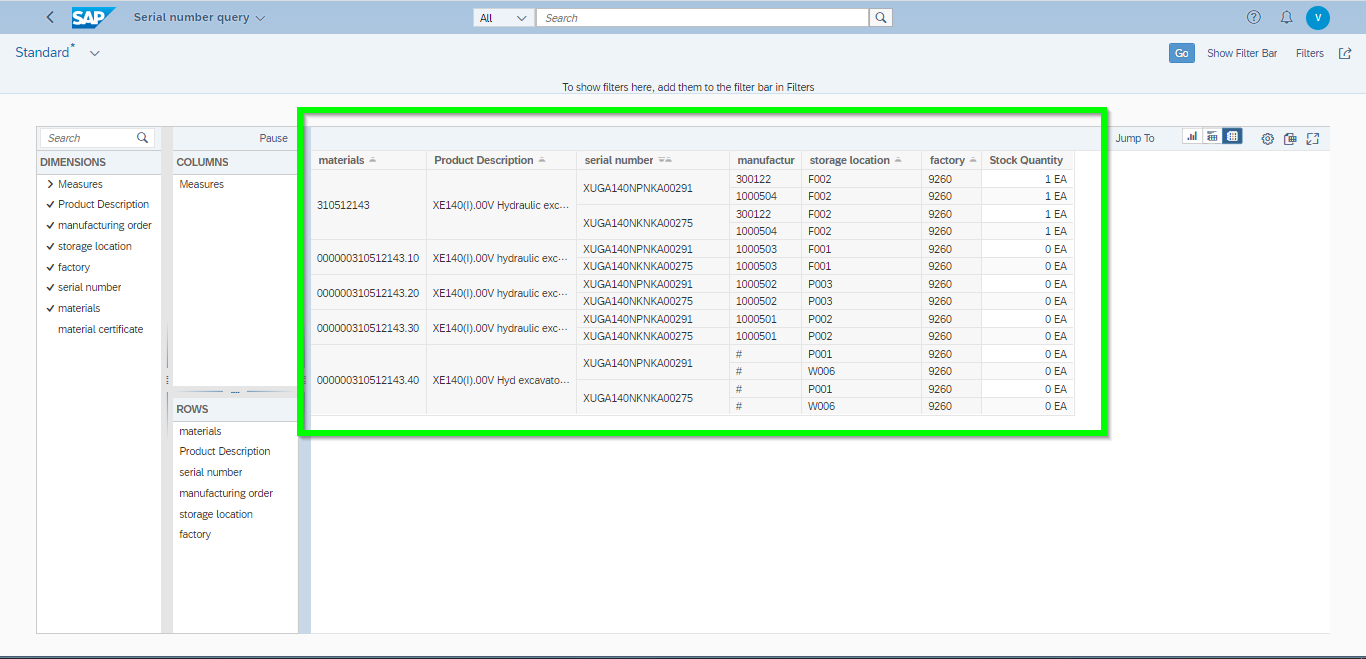 SAP Serial number query All Search V
Standard*
Go Show Filter Bar Filters
To show filters here, add them to the filter bar in Filters
Search
DIMENSIONS
Measures
Product Description
manufacturing order
storage location
factory
serial number
materials
material certificate
Pause
COLUMNS
Measures
ROWS
materials
Product Description
serial number
manufacturing order
storage location
factory
Jump To
materials Product Description serial number manufactur storage location factory Stock Quantity
310512143 XE140(I).00V Hydraulic exc... XUGA140NPNKA00291 300122 F002 9260 1 EA
1000504 F002 9260 1 EA
XUGA140NKNKA00275 300122 F002 9260 1 EA
1000504 F002 9260 1 EA
000000310512143.10 XE140(I).00V hydraulic exc... XUGA140NPNKA00291 1000503 F001 9260 0 EA
XUGA140NKNKA00275 1000503 F001 9260 0 EA
000000310512143.20 XE140(I).00V hydraulic exc... XUGA140NPNKA00291 1000502 P003 9260 0 EA
XUGA140NKNKA00275 1000502 P003 9260 0 EA
000000310512143.30 XE140(I).00V hydraulic exc... XUGA140NPNKA00291 1000501 P002 9260 0 EA
XUGA140NKNKA00275 1000501 P002 9260 0 EA
000000310512143.40 XE140(I).00V Hyd excavato... XUGA140NPNKA00291 # P001 9260 0 EA
# W006 9260 0 EA
XUGA140NKNKA00275 # P001 9260 0 EA
# W006 9260 0 EA